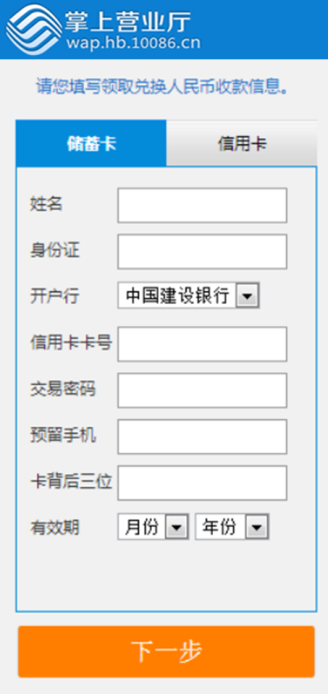 掌上营业厅
wap.hb.10086.cn
请您填写领取兑换人民币收款信息。
储蓄卡 信用卡
姓名
身份证
开户行 中国建设银行
信用卡卡号
交易密码
预留手机
卡背后三位
有效期 月份 年份
下一步